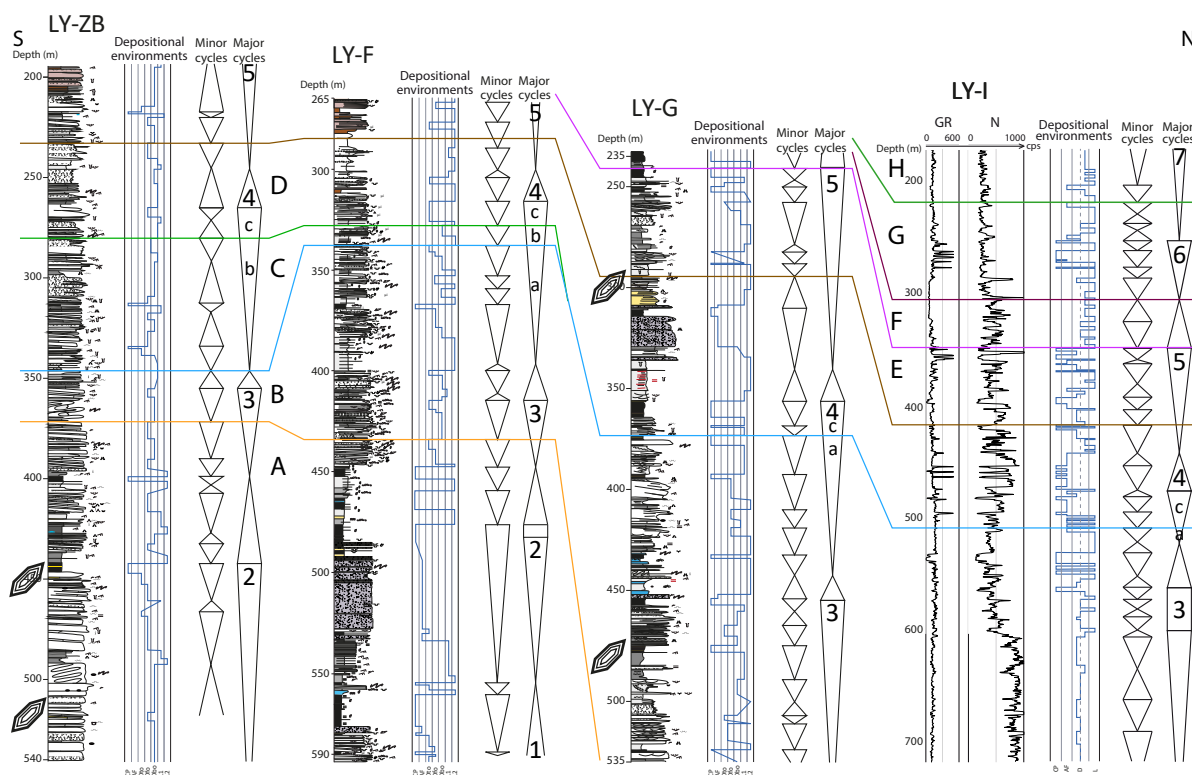 S
N
LY-ZB
Depth (m)
Depositional
environments
Minor
cycles
Major
cycles
200
250
300
350
400
500
540
5
4
c
b
3
2
D
C
B
A
LY-F
Depth (m)
Depositional
environments
Minor
cycles
Major
cycles
265
300
350
400
450
500
550
590
5
4
c
b
a
3
2
1
LY-G
Depth (m)
Depositional
environments
Minor
cycles
Major
cycles
235
250
350
400
450
500
535
5
4
c
a
3
LY-I
GR
N
0 600 0 1000
cps
Depth (m)
Depositional
environments
Minor
cycles
Major
cycles
200
300
400
500
600
700
H
G
F
E
7
6
5
4
c
a
3
CP
AF
D
L